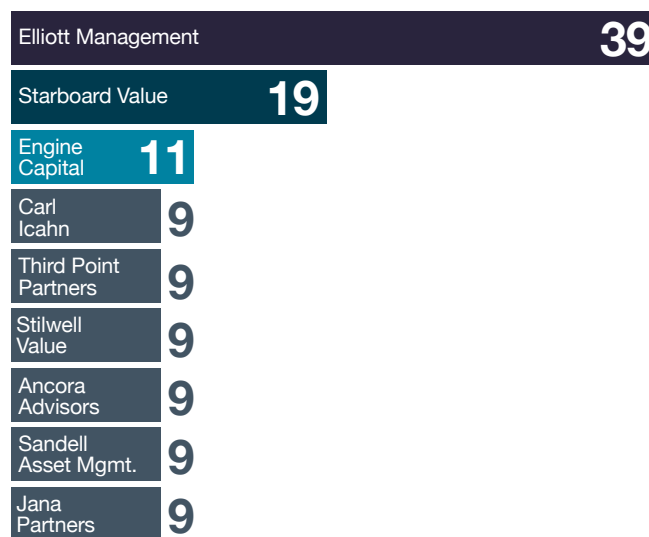 Elliott Management 39
Starboard Value 19
Engine
Capital 11
Carl
Icahn 9
Third Point
Partners 9
Stilwell
Value 9
Ancora
Advisors 9
Sandell
Asset Mgmt. 9
Jana
Partners 9